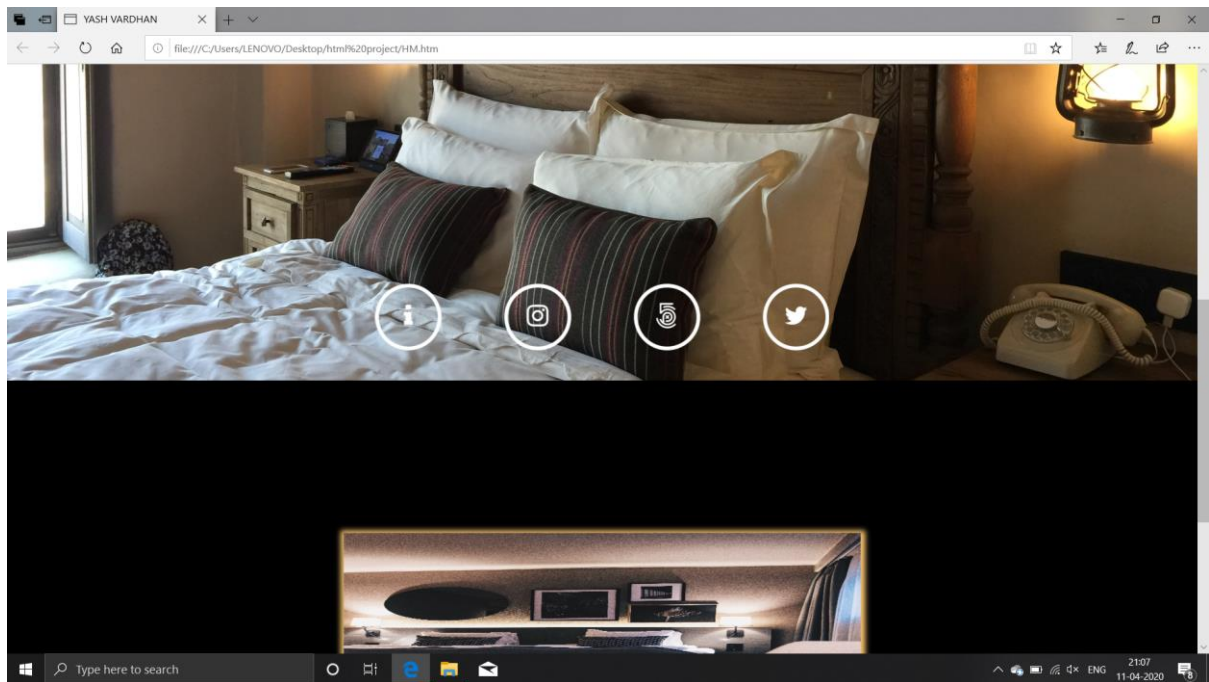 YASH VARDHAN
file:///C:/Users/LENOVO/Desktop/html%20project/HM.htm
Type here to search
ENG
21:07
11-04-2020
8